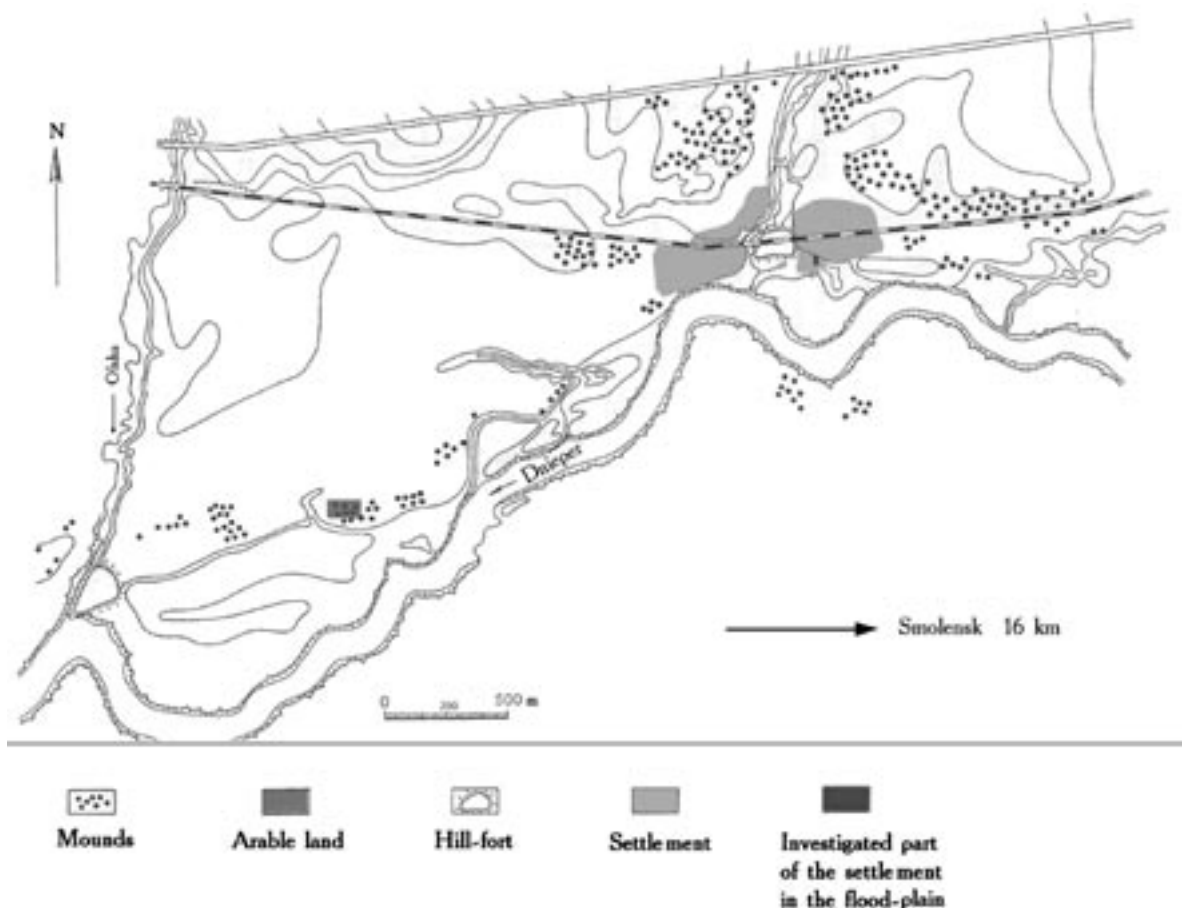 N
Dnieper
Smolensk 16 km
0 200 500 m
Mounds
Arable land
Hill-fort
Settlement
Investigated part
of the settlement
in the flood-plain